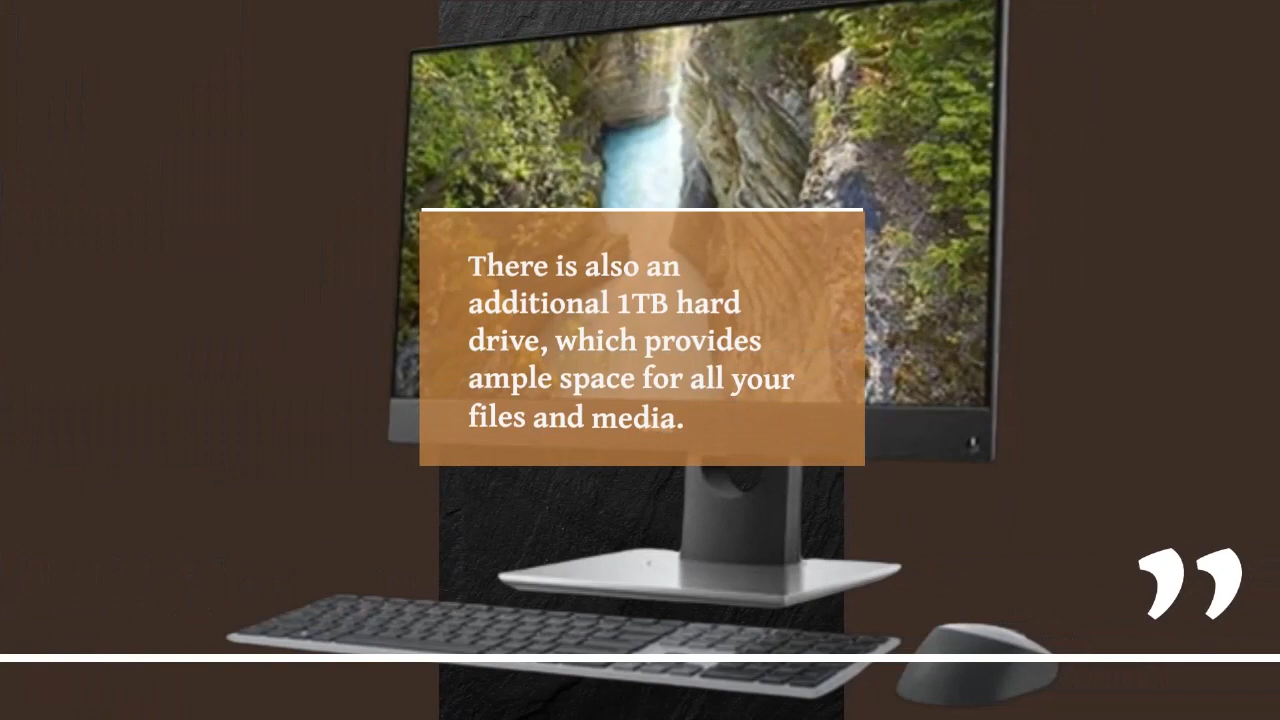 There is also an
additional 1TB hard
drive, which provides
ample space for all your
files and media.
”